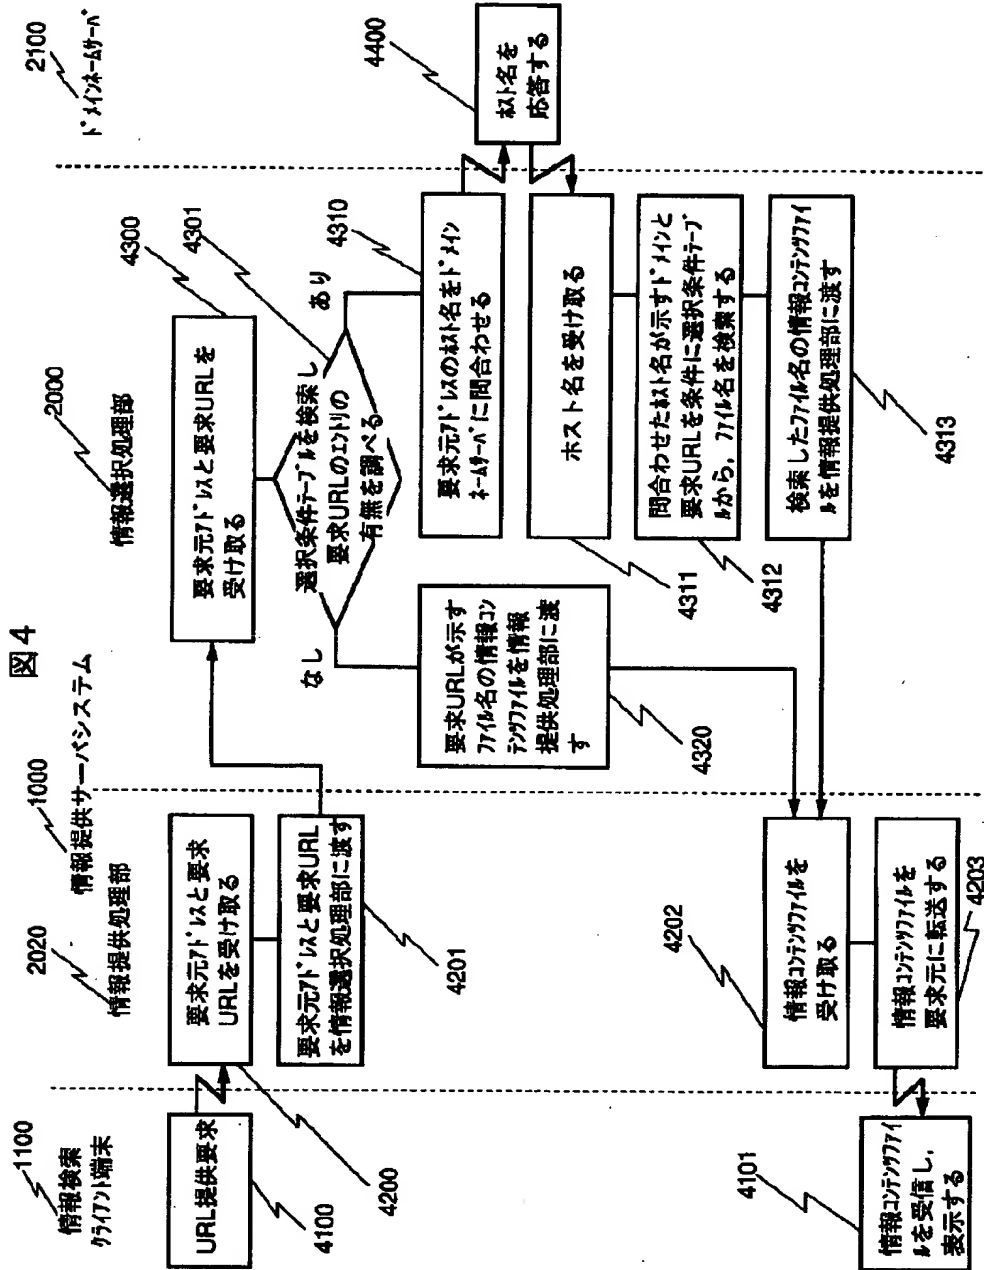 図4
1100
情報検索
クライアント端末
2020
情報提供処理部
1000
情報提供サーバシステム
2000
情報選択処理部
2100
ドメインネームサーバ
URL提供要求
4100
要求元アドレスと要求
URLを受け取る
4200
要求元アドレスと要求URL
を情報選択処理部に渡す
4201
要求元アドレスと要求URLを
受け取る
4300
選択条件テーブルを検索し
要求URLのエントリの
有無を調べる
4301
なし
あり
要求元アドレスのホスト名をドメイン
ネームサーバに問合わせる
4310
ホスト名を
応答する
4400
ホスト名を受け取る
4311
問合わせたホスト名が示すドメインと
要求URLを条件に選択条件テーブ
ルから，ファイル名を検索する
4312
検索したファイル名の情報コンテンツファイ
ルを情報提供処理部に渡す
4313
要求URLが示す
ファイル名の情報コン
テンツファイルを情報
提供処理部に渡
す
4320
情報コンテンツファイルを
受け取る
4202
情報コンテンツファイルを
要求元に転送する
4203
情報コンテンツファイ
ルを受信し，
表示する
4101